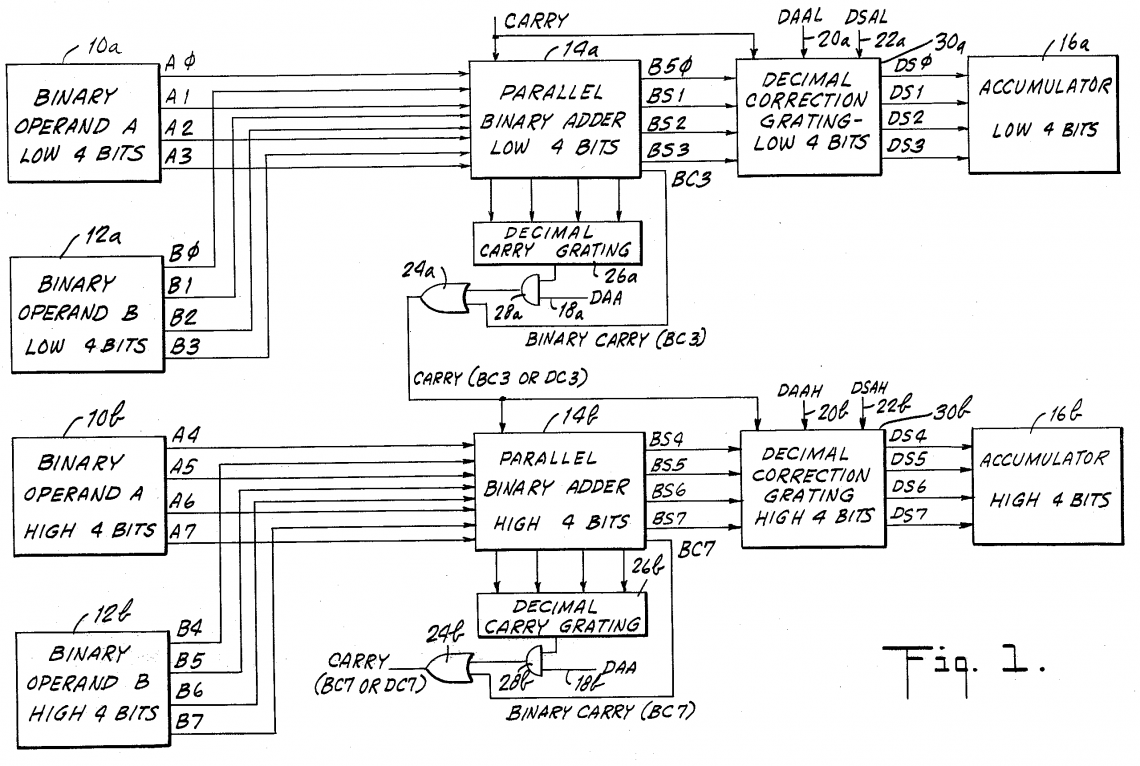 CARRY
DAAL
DSAL
10a
14a
20a
22a
30a
16a
BINARY
OPERAND A
LOW 4 BITS
AØ
A1
A2
A3
PARALLEL
BINARY ADDER
LOW 4 BITS
B5Ø
BS1
BS2
BS3
BC3
DECIMAL
CORRECTION
GRATING-
LOW 4 BITS
DSØ
DS1
DS2
DS3
ACCUMULATOR
LOW 4 BITS
12a
BINARY
OPERAND B
LOW 4 BITS
BØ
B1
B2
B3
DECIMAL
CARRY GRATING
26a
24a
28a
18a
DAA
BINARY CARRY (BC3)
CARRY (BC3 OR DC3)
DAAH
DSAH
10b
14b
20b
22b
30b
16b
BINARY
OPERAND A
HIGH 4 BITS
A4
A5
A6
A7
PARALLEL
BINARY ADDER
HIGH 4 BITS
BS4
BS5
BS6
BS7
BC7
DECIMAL
CORRECTION
GRATING
HIGH 4 BITS
DS4
DS5
DS6
DS7
ACCUMULATOR
HIGH 4 BITS
12b
BINARY
OPERAND B
HIGH 4 BITS
B4
B5
B6
B7
26b
DECIMAL
CARRY GRATING
24b
28b
18b
DAA
CARRY
(BC7 OR DC7)
BINARY CARRY (BC7)
Fig. 1.